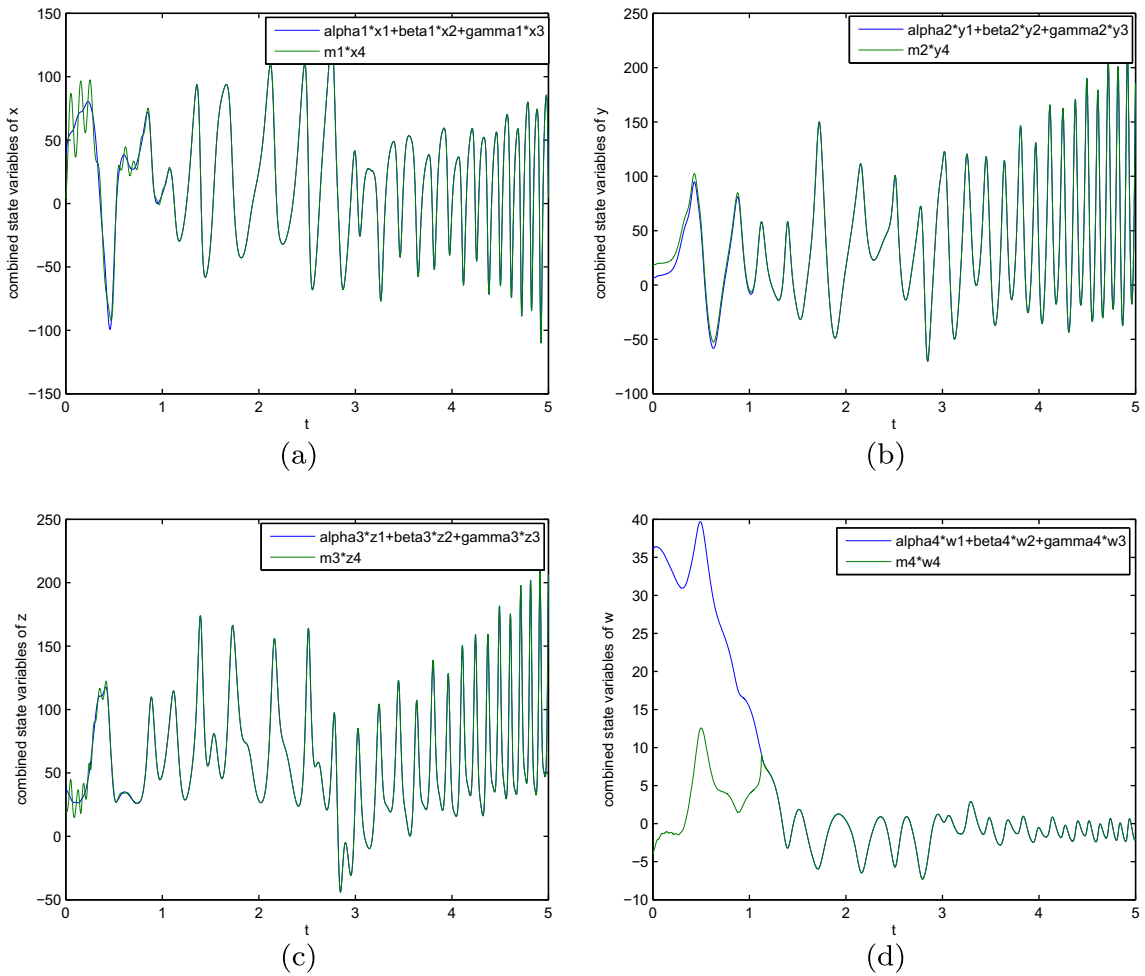 150
100
50
0
−50
−100
−150
0 1 2 3 4 5
t
combined state variables of x
alpha1*x1+beta1*x2+gamma1*x3
m1*x4
(a)
250
200
150
100
50
0
−50
−100
0 1 2 3 4 5
t
combined state variables of y
alpha2*y1+beta2*y2+gamma2*y3
m2*y4
(b)
250
200
150
100
50
0
−50
0 1 2 3 4 5
t
combined state variables of z
alpha3*z1+beta3*z2+gamma3*z3
m3*z4
(c)
40
35
30
25
20
15
10
5
0
−5
−10
0 1 2 3 4 5
t
combined state variables of w
alpha4*w1+beta4*w2+gamma4*w3
m4*w4
(d)